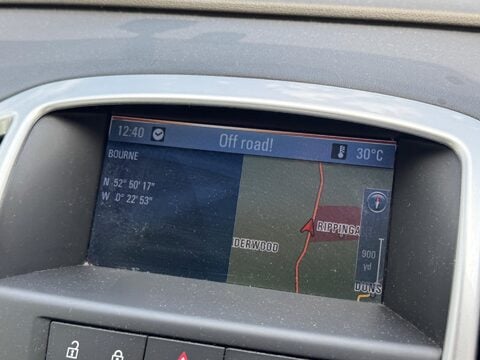 12:40 Off road! 30°C
BOURNE
N 52° 50' 17"
W 0° 22' 53"
RIPPINGA
DERWOOD
900
yd
DUNS